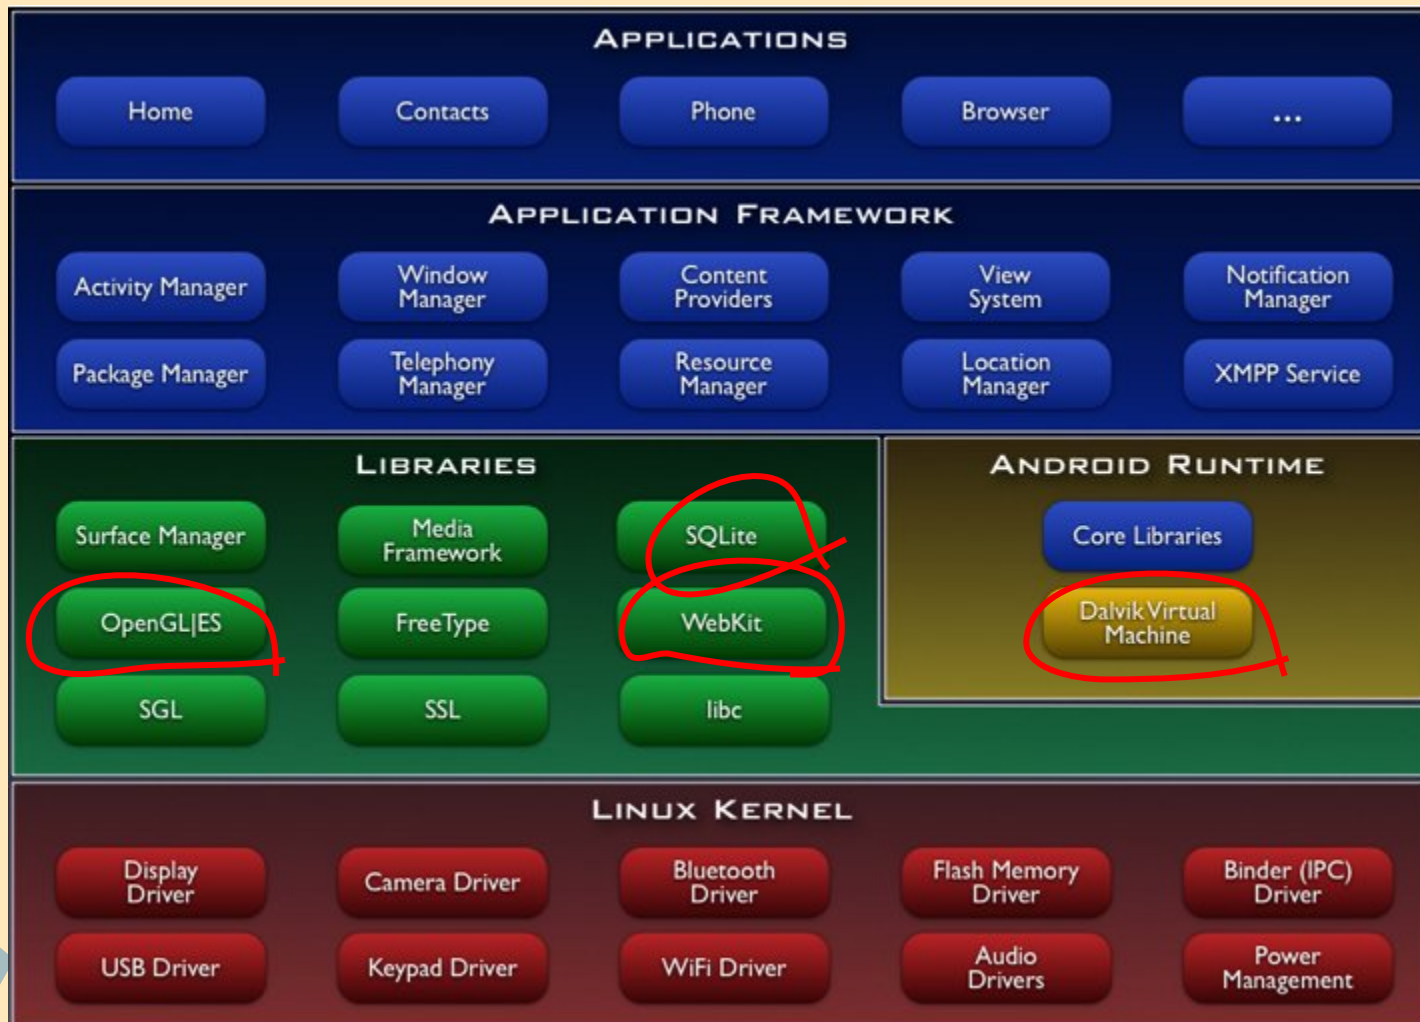 APPLICATIONS
Home Contacts Phone Browser ...
APPLICATION FRAMEWORK
Activity Manager
Window
Manager
Content
Providers
View
System
Notification
Manager
Package Manager
Telephony
Manager
Resource
Manager
Location
Manager
XMPP Service
LIBRARIES
Surface Manager
Media
Framework
SQLite
OpenGL|ES
FreeType
WebKit
SGL
SSL
libc
ANDROID RUNTIME
Core Libraries
Dalvik Virtual
Machine
LINUX KERNEL
Display
Driver
Camera Driver
Bluetooth
Driver
Flash Memory
Driver
Binder (IPC)
Driver
USB Driver
Keypad Driver
WiFi Driver
Audio
Drivers
Power
Management